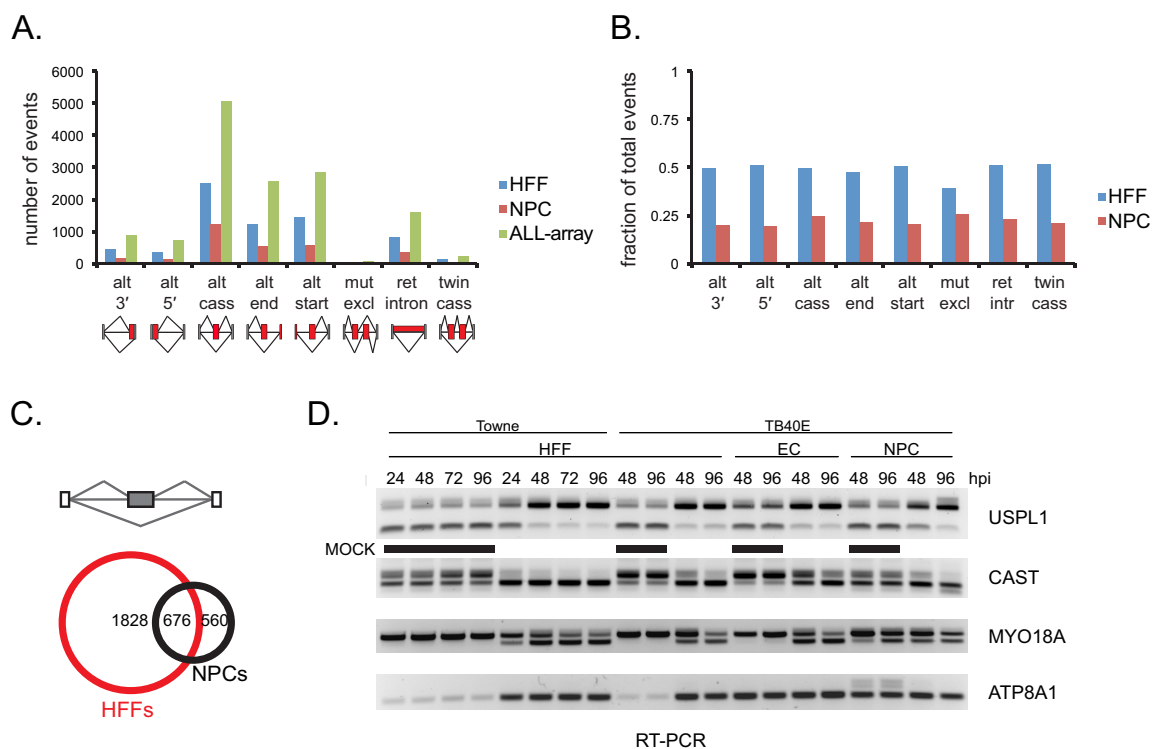 A.
number of events
6000
5000
4000
3000
2000
1000
0
alt 3′
alt 5′
alt cass
alt end
alt start
mut excl
ret intron
twin cass
HFF
NPC
ALL-array
B.
fraction of total events
1
0.75
0.5
0.25
0
alt 3′
alt 5′
alt cass
alt end
alt start
mut excl
ret intr
twin cass
HFF
NPC
C.
1828 676 560
NPCs
HFFs
D.
Towne TB40E
HFF EC NPC
24 48 72 96 24 48 72 96 48 96 48 96 48 96 48 96 48 96 48 96 hpi
USPL1
MOCK
CAST
MYO18A
ATP8A1
RT-PCR